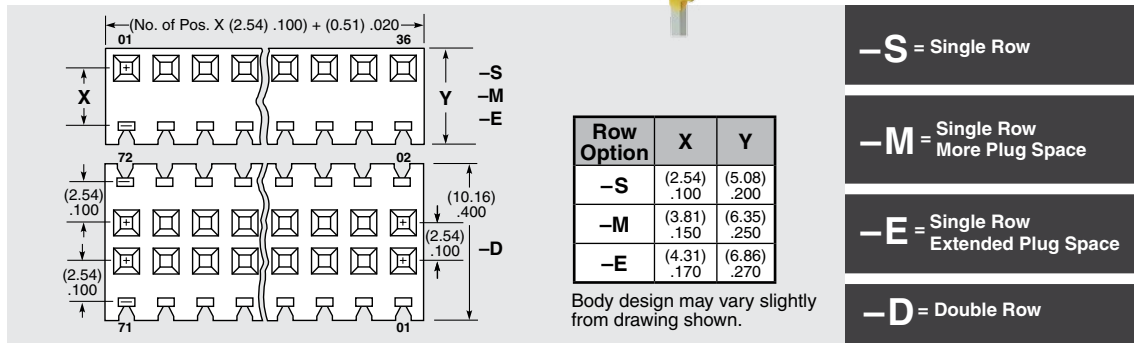 (No. of Pos. X (2.54) .100) + (0.51) .020
01 36
X
Y
–S
–M
–E
72 02
(2.54)
.100
(10.16)
.400
(2.54)
.100
–D
(2.54)
.100
71 01
Row
Option X Y
–S (2.54) .100 (5.08) .200
–M (3.81) .150 (6.35) .250
–E (4.31) .170 (6.86) .270
Body design may vary slightly
from drawing shown.
–S = Single Row
–M = Single Row
More Plug Space
–E = Single Row
Extended Plug Space
–D = Double Row